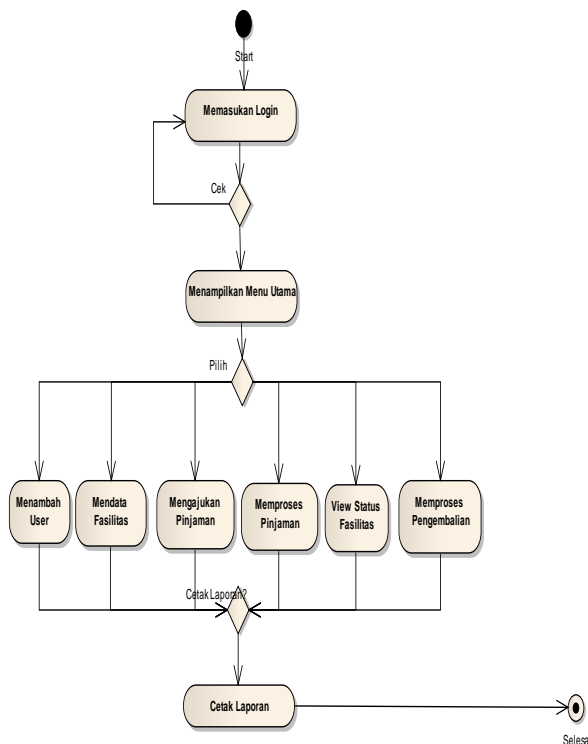 Start
Memasukan Login
Cek
Menampilkan Menu Utama
Pilih
Menambah
User
Mendata
Fasilitas
Mengajukan
Pinjaman
Memproses
Pinjaman
View Status
Fasilitas
Memproses
Pengembalian
Cetak Laporan?
Cetak Laporan
Selesa